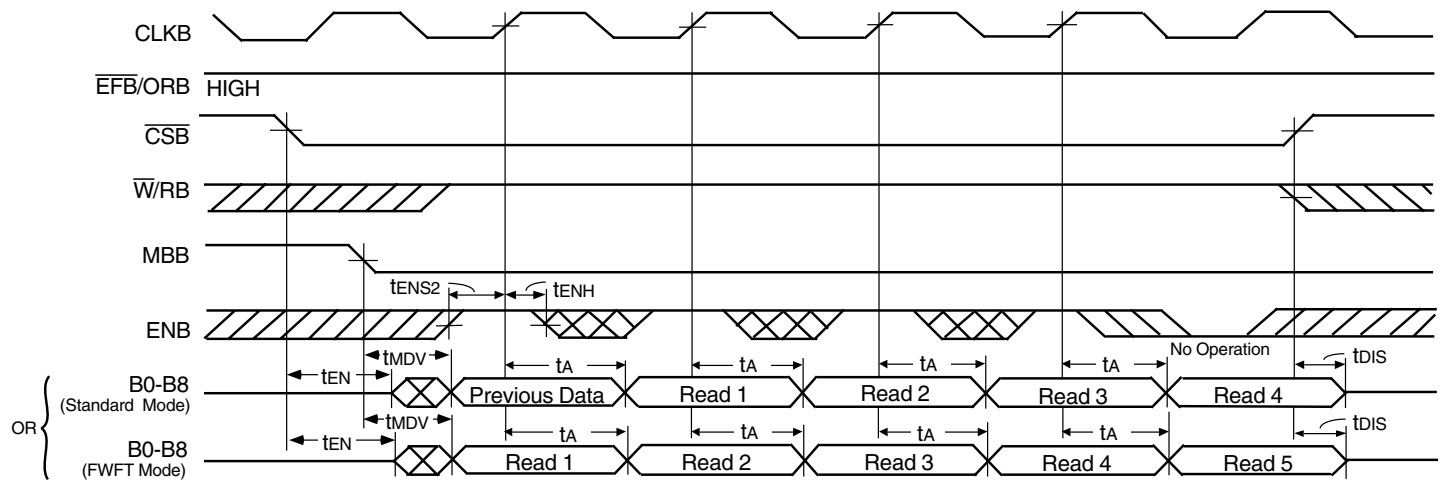 CLKB
EFB/ORB HIGH
CSB
W/RB
MBB
tENS2 tENH
ENB
No Operation
tMDV tA tA tA tA tDIS
tEN
B0-B8 Previous Data Read 1 Read 2 Read 3 Read 4
(Standard Mode)
OR
tMDV tA tA tA tA tDIS
tEN
B0-B8 Read 1 Read 2 Read 3 Read 4 Read 5
(FWFT Mode)